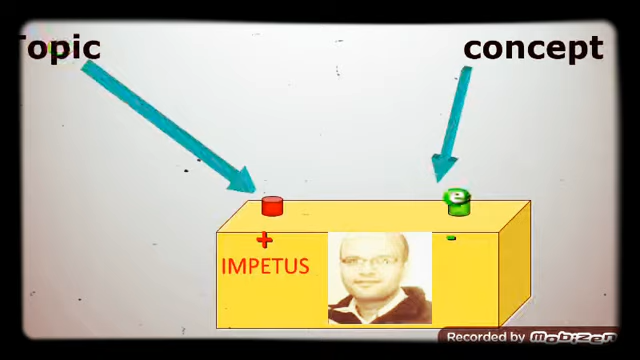 Topic
concept
e
+
-
IMPETUS
Recorded by MOBIZEN